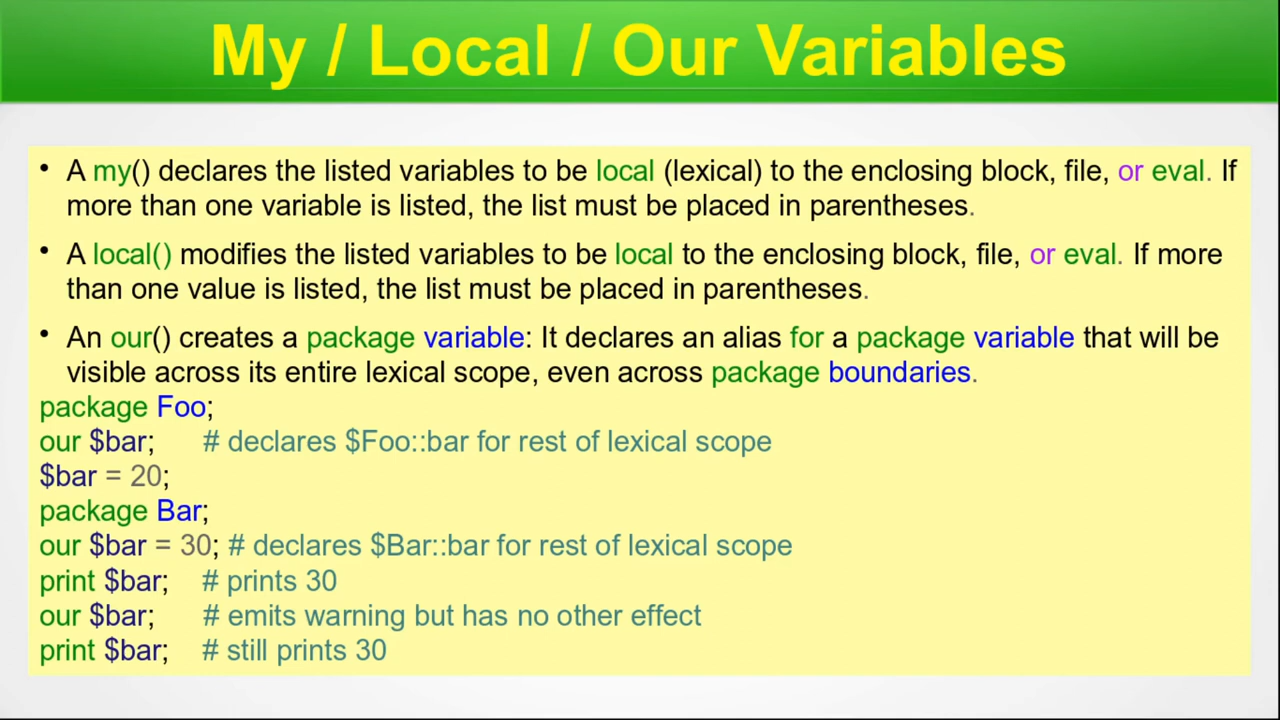 My / Local / Our Variables
• A my() declares the listed variables to be local (lexical) to the enclosing block, file, or eval. If
more than one variable is listed, the list must be placed in parentheses.
• A local() modifies the listed variables to be local to the enclosing block, file, or eval. If more
than one value is listed, the list must be placed in parentheses.
• An our() creates a package variable: It declares an alias for a package variable that will be
visible across its entire lexical scope, even across package boundaries.
package Foo;
our $bar; # declares $Foo::bar for rest of lexical scope
$bar = 20;
package Bar;
our $bar = 30; # declares $Bar::bar for rest of lexical scope
print $bar; # prints 30
our $bar; # emits warning but has no other effect
print $bar; # still prints 30